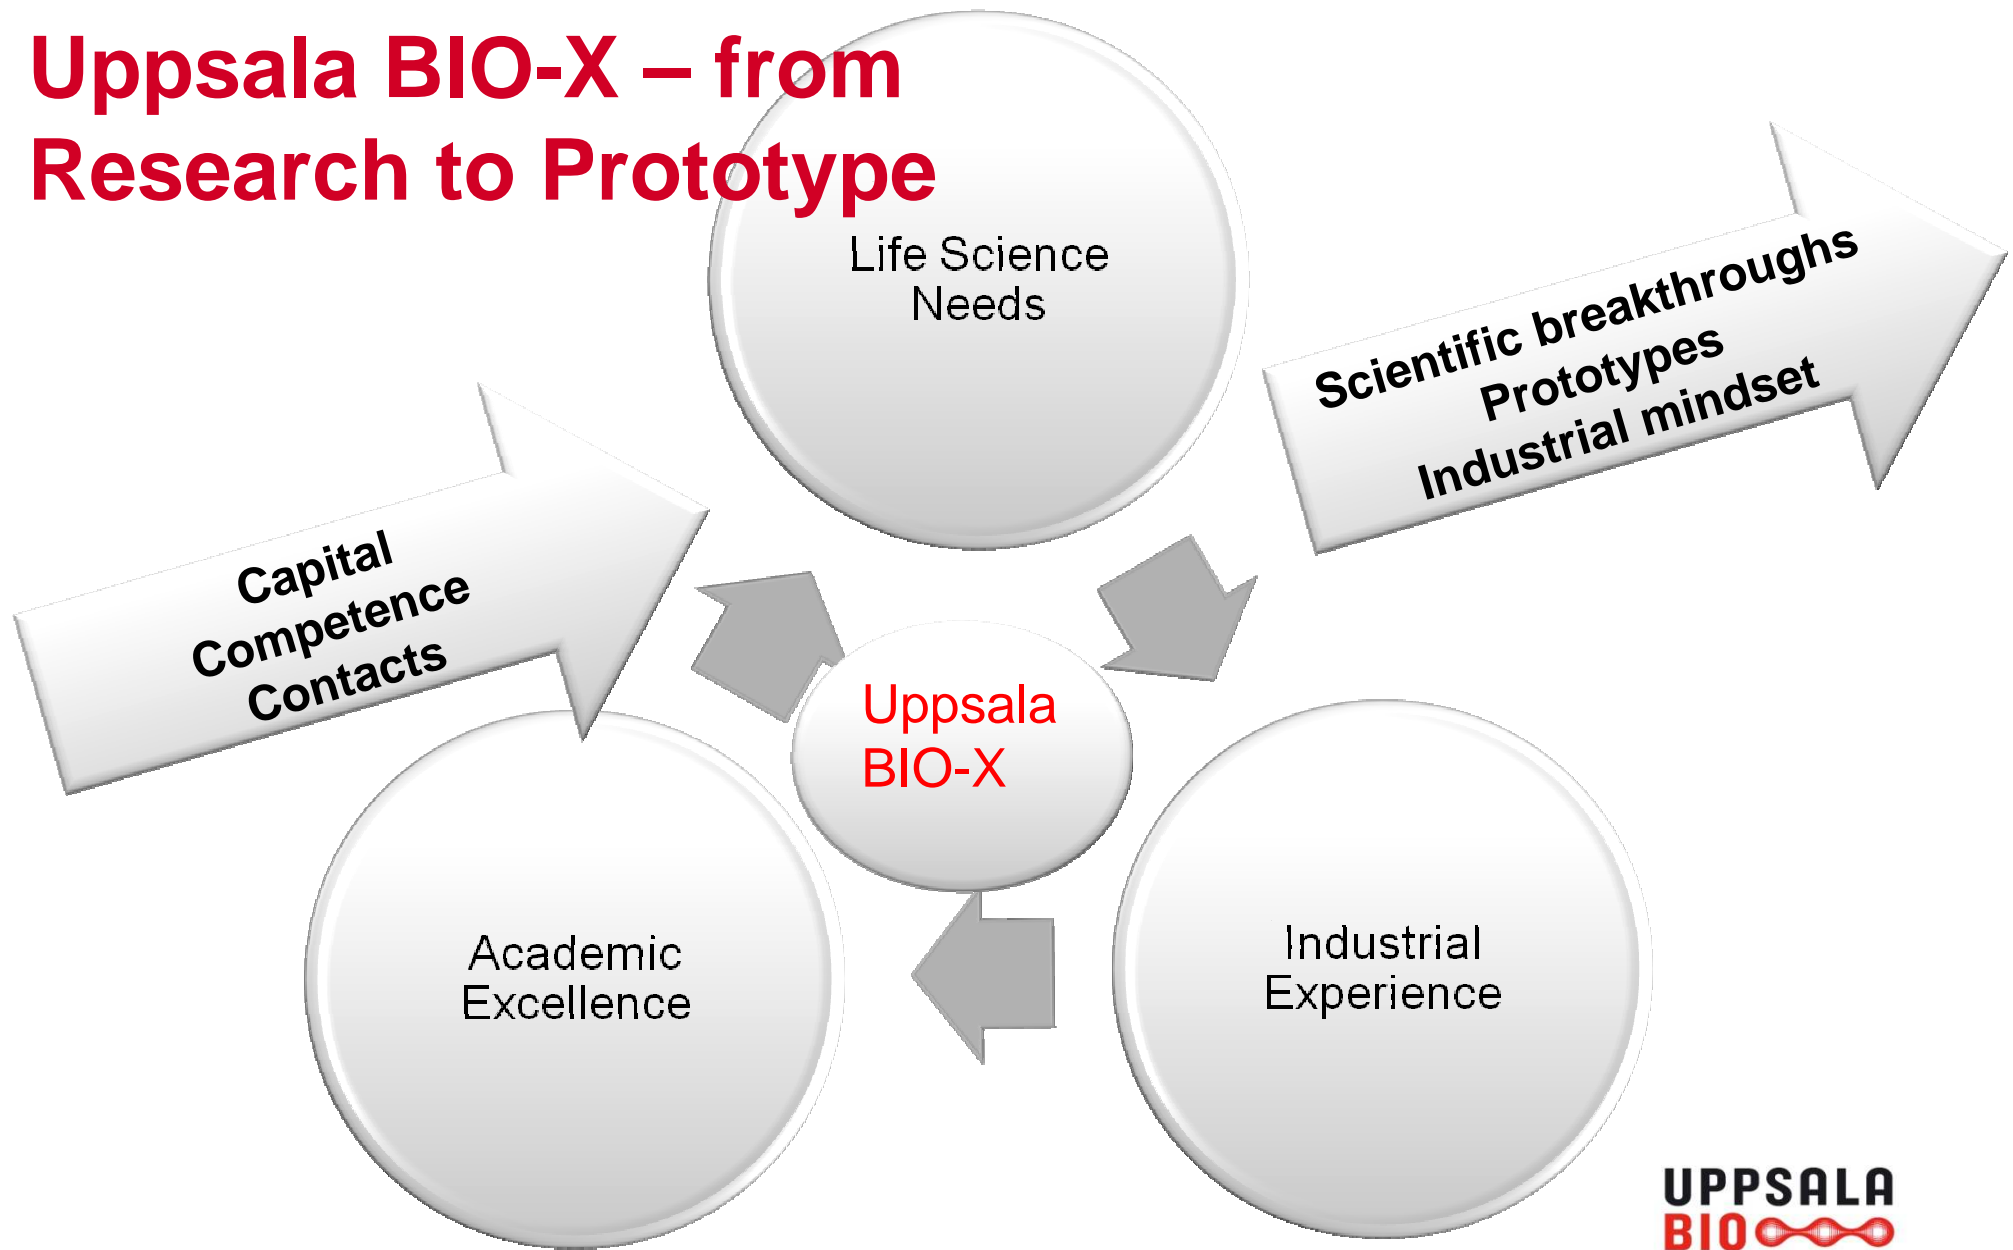 Uppsala BIO-X – from
Research to Prototype
Life Science
Needs
Scientific breakthroughs
Prototypes
Industrial mindset
Capital
Competence
Contacts
Uppsala
BIO-X
Academic
Excellence
Industrial
Experience
UPPSALA
BIO